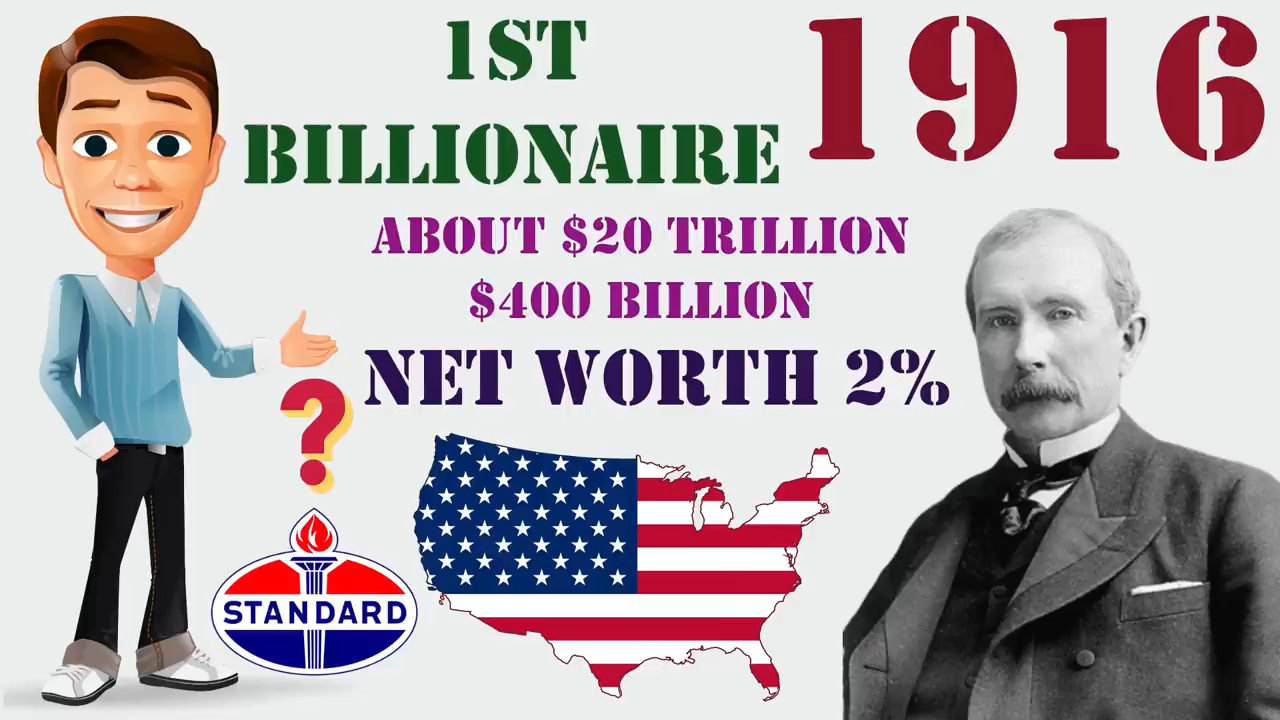 1ST
BILLIONAIRE
1916
ABOUT $20 TRILLION
$400 BILLION
NET WORTH 2%
?
STANDARD